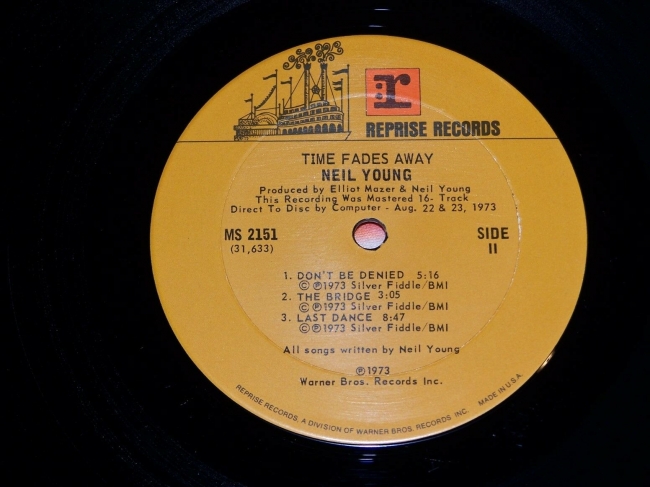 r
REPRISE RECORDS
TIME FADES AWAY
NEIL YOUNG
Produced by Elliot Mazer & Neil Young
This Recording Was Mastered 16- Track
Direct To Disc by Computer - Aug. 22 & 23, 1973
MS 2151
(31,633)
SIDE
II
1. DON'T BE DENIED 5:16
©℗1973 Silver Fiddle/BMI
2. THE BRIDGE 3:05
©℗1973 Silver Fiddle/BMI
3. LAST DANCE 8:47
©℗1973 Silver Fiddle/BMI
All songs written by Neil Young
℗1973
Warner Bros. Records Inc.
REPRISE RECORDS, A DIVISION OF WARNER BROS. RECORDS, INC. MADE IN U.S.A.